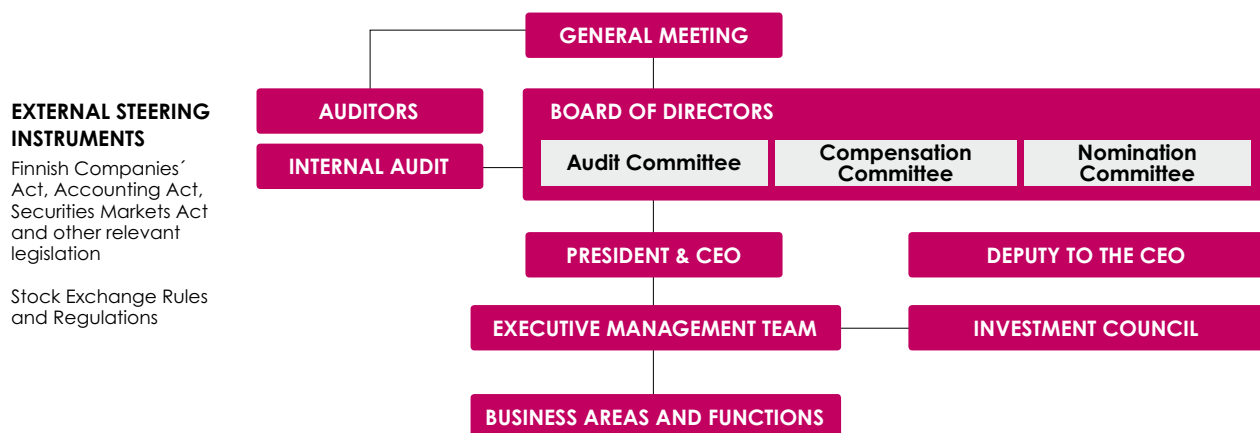 GENERAL MEETING
EXTERNAL STEERING
INSTRUMENTS
Finnish Companies´
Act, Accounting Act,
Securities Markets Act
and other relevant
legislation
Stock Exchange Rules
and Regulations
AUDITORS
INTERNAL AUDIT
BOARD OF DIRECTORS
Audit Committee
Compensation
Committee
Nomination
Committee
PRESIDENT & CEO
DEPUTY TO THE CEO
EXECUTIVE MANAGEMENT TEAM
INVESTMENT COUNCIL
BUSINESS AREAS AND FUNCTIONS